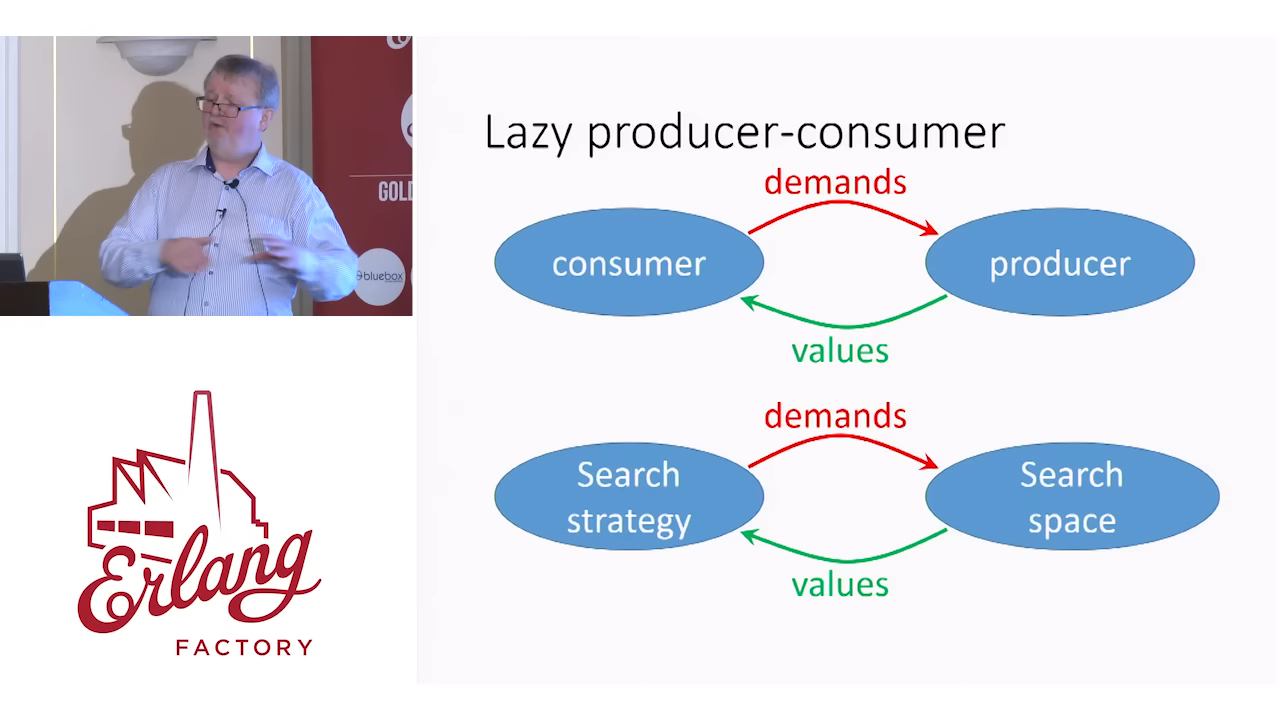 GOLD
bluebox
Erlang
FACTORY
Lazy producer-consumer
demands
consumer
producer
values
demands
Search
strategy
Search
space
values